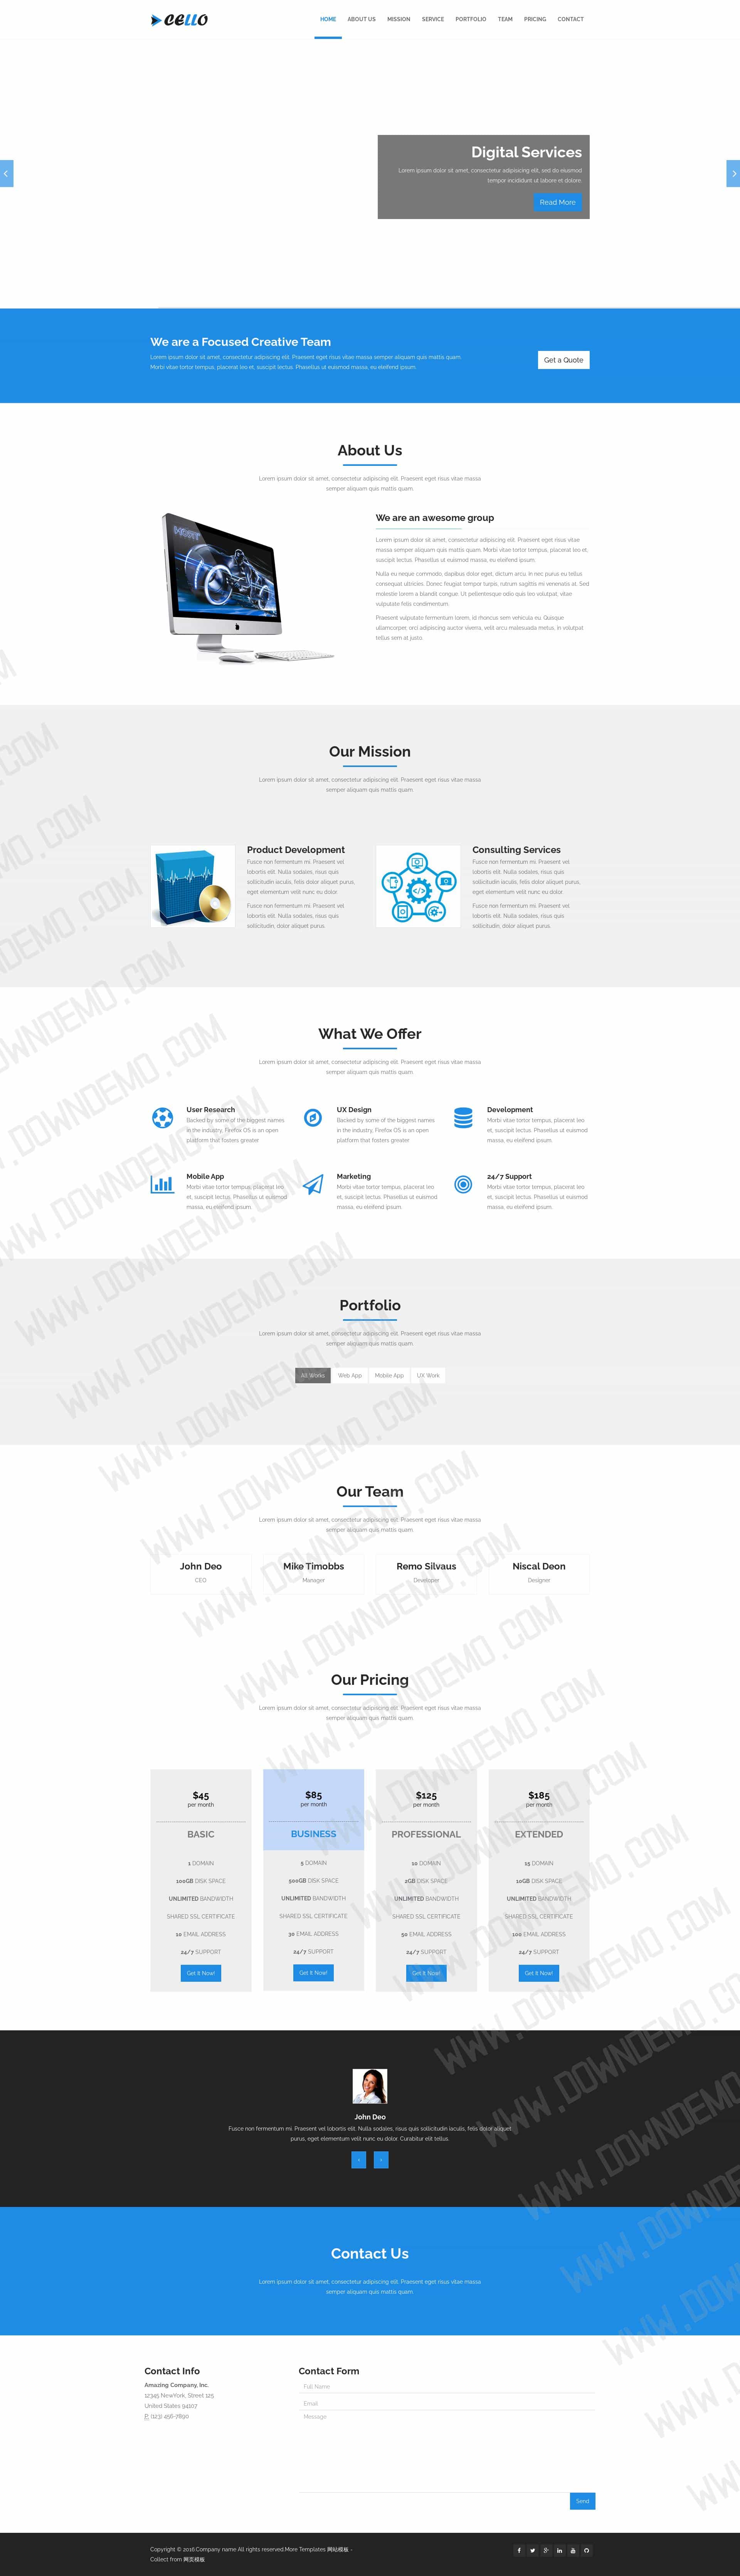 CELLO
HOME ABOUT US MISSION SERVICE PORTFOLIO TEAM PRICING CONTACT
Digital Services
Lorem ipsum dolor sit amet, consectetur adipiscing elit, sed do eiusmod
tempor incididunt ut labore et dolore.
Read More
We are a Focused Creative Team
Lorem ipsum dolor sit amet, consectetur adipiscing elit. Praesent eget risus vitae massa semper aliquam quis mattis quam.
Morbi vitae tortor tempus, placerat leo et, suscipit lectus. Phasellus ut euismod massa, eu eleifend ipsum.
Get a Quote
About Us
Lorem ipsum dolor sit amet, consectetur adipiscing elit. Praesent eget risus vitae massa
semper aliquam quis mattis quam.
We are an awesome group
Lorem ipsum dolor sit amet, consectetur adipiscing elit. Praesent eget risus vitae
massa semper aliquam quis mattis quam. Morbi vitae tortor tempus, placerat leo et,
suscipit lectus. Phasellus ut euismod massa, eu eleifend ipsum.
Nulla eu neque commodo, dapibus dolor eget, dictum arcu. In nec purus eu tellus
consequat ultricies. Donec feugiat tempor turpis, rutrum sagittis mi venenatis at. Sed
molestie lorem a blandit congue. Ut pellentesque odio quis leo volutpat, vitae
vulputate felis condimentum.
Praesent vulputate fermentum lorem, id rhoncus sem vehicula eu. Quisque
ullamcorper, orci adipiscing auctor viverra, velit arcu malesuada metus, in volutpat
tellus sem at justo.
Our Mission
Lorem ipsum dolor sit amet, consectetur adipiscing elit. Praesent eget risus vitae massa
semper aliquam quis mattis quam.
Product Development
Fusce non fermentum mi. Praesent vel
lobortis elit. Nulla sodales, risus quis
sollicitudin iaculis, felis dolor aliquet purus,
eget elementum velit nunc eu dolor.
Fusce non fermentum mi. Praesent vel
lobortis elit. Nulla sodales, risus quis
sollicitudin, dolor aliquet purus.
Consulting Services
Fusce non fermentum mi. Praesent vel
lobortis elit. Nulla sodales, risus quis
sollicitudin iaculis, felis dolor aliquet purus,
eget elementum velit nunc eu dolor.
Fusce non fermentum mi. Praesent vel
lobortis elit. Nulla sodales, risus quis
sollicitudin, dolor aliquet purus.
What We Offer
Lorem ipsum dolor sit amet, consectetur adipiscing elit. Praesent eget risus vitae massa
semper aliquam quis mattis quam.
User Research
Backed by some of the biggest names
in the industry, Firefox OS is an open
platform that fosters greater
UX Design
Backed by some of the biggest names
in the industry, Firefox OS is an open
platform that fosters greater.
Development
Morbi vitae tortor tempus, placerat leo
et, suscipit lectus. Phasellus ut euismod
massa, eu eleifend ipsum.
Mobile App
Morbi vitae tortor tempus, placerat leo
et, suscipit lectus. Phasellus ut euismod
massa, eu eleifend ipsum.
Marketing
Morbi vitae tortor tempus, placerat leo
et, suscipit lectus. Phasellus ut euismod
massa, eu eleifend ipsum.
24/7 Support
Morbi vitae tortor tempus, placerat leo
et, suscipit lectus. Phasellus ut euismod
massa, eu eleifend ipsum.
Portfolio
Lorem ipsum dolor sit amet, consectetur adipiscing elit. Praesent eget risus vitae massa
semper aliquam quis mattis quam.
All Works Web App Mobile App UX Work
Our Team
Lorem ipsum dolor sit amet, consectetur adipiscing elit. Praesent eget risus vitae massa
semper aliquam quis mattis quam.
John Deo
CEO
Mike Timobbs
Manager
Remo Silvaus
Developer
Niscal Deon
Designer
Our Pricing
Lorem ipsum dolor sit amet, consectetur adipiscing elit. Praesent eget risus vitae massa
semper aliquam quis mattis quam.
$45
per month
BASIC
1 DOMAIN
100GB DISK SPACE
UNLIMITED BANDWIDTH
SHARED SSL CERTIFICATE
10 EMAIL ADDRESS
24/7 SUPPORT
Get It Now!
$85
per month
BUSINESS
5 DOMAIN
500GB DISK SPACE
UNLIMITED BANDWIDTH
SHARED SSL CERTIFICATE
30 EMAIL ADDRESS
24/7 SUPPORT
Get It Now!
$125
per month
PROFESSIONAL
10 DOMAIN
2GB DISK SPACE
UNLIMITED BANDWIDTH
SHARED SSL CERTIFICATE
50 EMAIL ADDRESS
24/7 SUPPORT
Get It Now!
$185
per month
EXTENDED
15 DOMAIN
10GB DISK SPACE
UNLIMITED BANDWIDTH
SHARED SSL CERTIFICATE
100 EMAIL ADDRESS
24/7 SUPPORT
Get It Now!
John Deo
Fusce non fermentum mi. Praesent vel lobortis elit. Nulla sodales, risus quis sollicitudin iaculis, felis dolor aliquet
purus, eget elementum velit nunc eu dolor. Curabitur elit tellus.
Contact Us
Lorem ipsum dolor sit amet, consectetur adipiscing elit. Praesent eget risus vitae massa
semper aliquam quis mattis quam.
Contact Info
Amazing Company, Inc.
12345 NewYork, Street 125
United States 94107
P: (123) 456-7890
Contact Form
Full Name
Email
Message
Send
Copyright © 2016.Company name All rights reserved.More Templates 网站模板 -
Collect from 网页模板
WWW.DOWNDEMO.COM